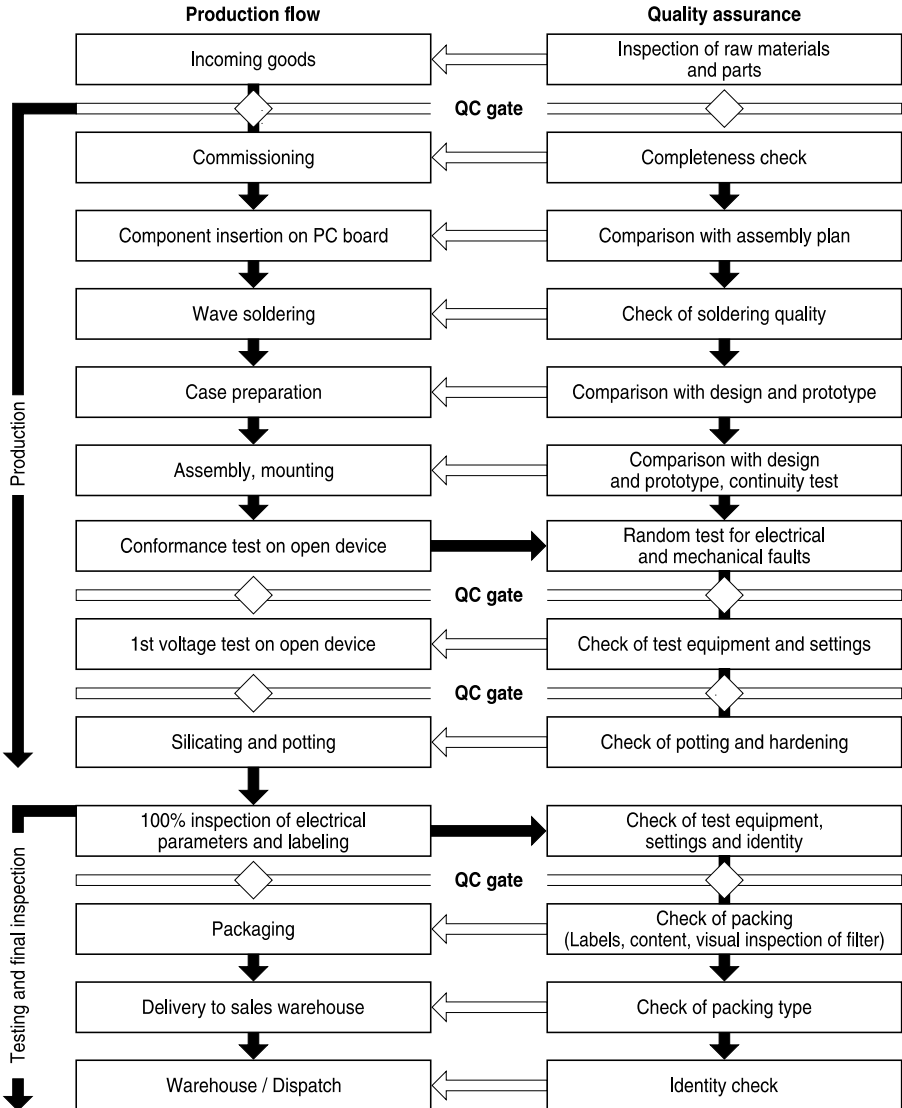 Production flow
Quality assurance
Incoming goods
Inspection of raw materials
and parts
QC gate
Commissioning
Completeness check
Component insertion on PC board
Comparison with assembly plan
Wave soldering
Check of soldering quality
Case preparation
Comparison with design and prototype
Assembly, mounting
Comparison with design
and prototype, continuity test
Conformance test on open device
Random test for electrical
and mechanical faults
QC gate
1st voltage test on open device
Check of test equipment and settings
QC gate
Silicating and potting
Check of potting and hardening
Production
100% inspection of electrical
parameters and labeling
Check of test equipment,
settings and identity
QC gate
Packaging
Check of packing
(Labels, content, visual inspection of filter)
Delivery to sales warehouse
Check of packing type
Warehouse / Dispatch
Identity check
Testing and final inspection